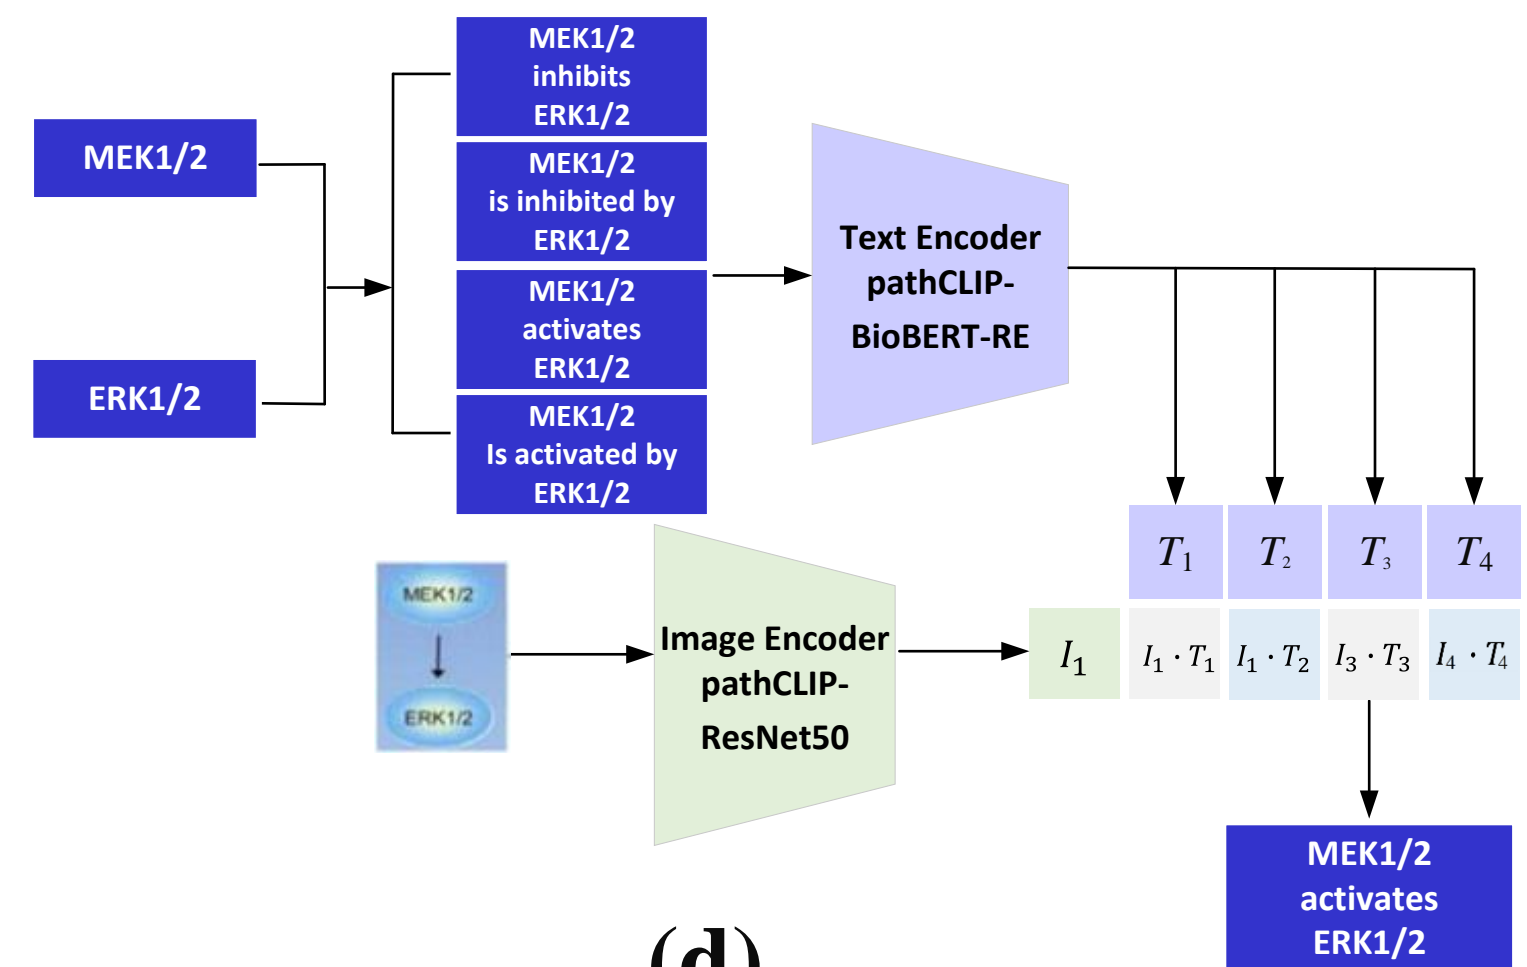 MEK1/2
inhibits
ERK1/2
MEK1/2
is inhibited by
ERK1/2
MEK1/2
activates
ERK1/2
MEK1/2
Is activated by
ERK1/2
MEK1/2
ERK1/2
Text Encoder
pathCLIP-
BioBERT-RE
T₁ T₂ T₃ T₄
MEK1/2
ERK1/2
Image Encoder
pathCLIP-
ResNet50
I₁ I₁ · T₁ I₁ · T₂ I₃ · T₃ I₄ · T₄
MEK1/2
activates
ERK1/2
(d)